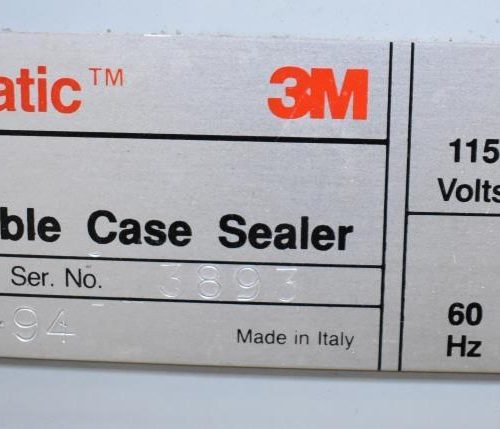 atic™ 3M
115
Volts
ble Case Sealer
Ser. No. 3893
60
Hz
94
Made in Italy